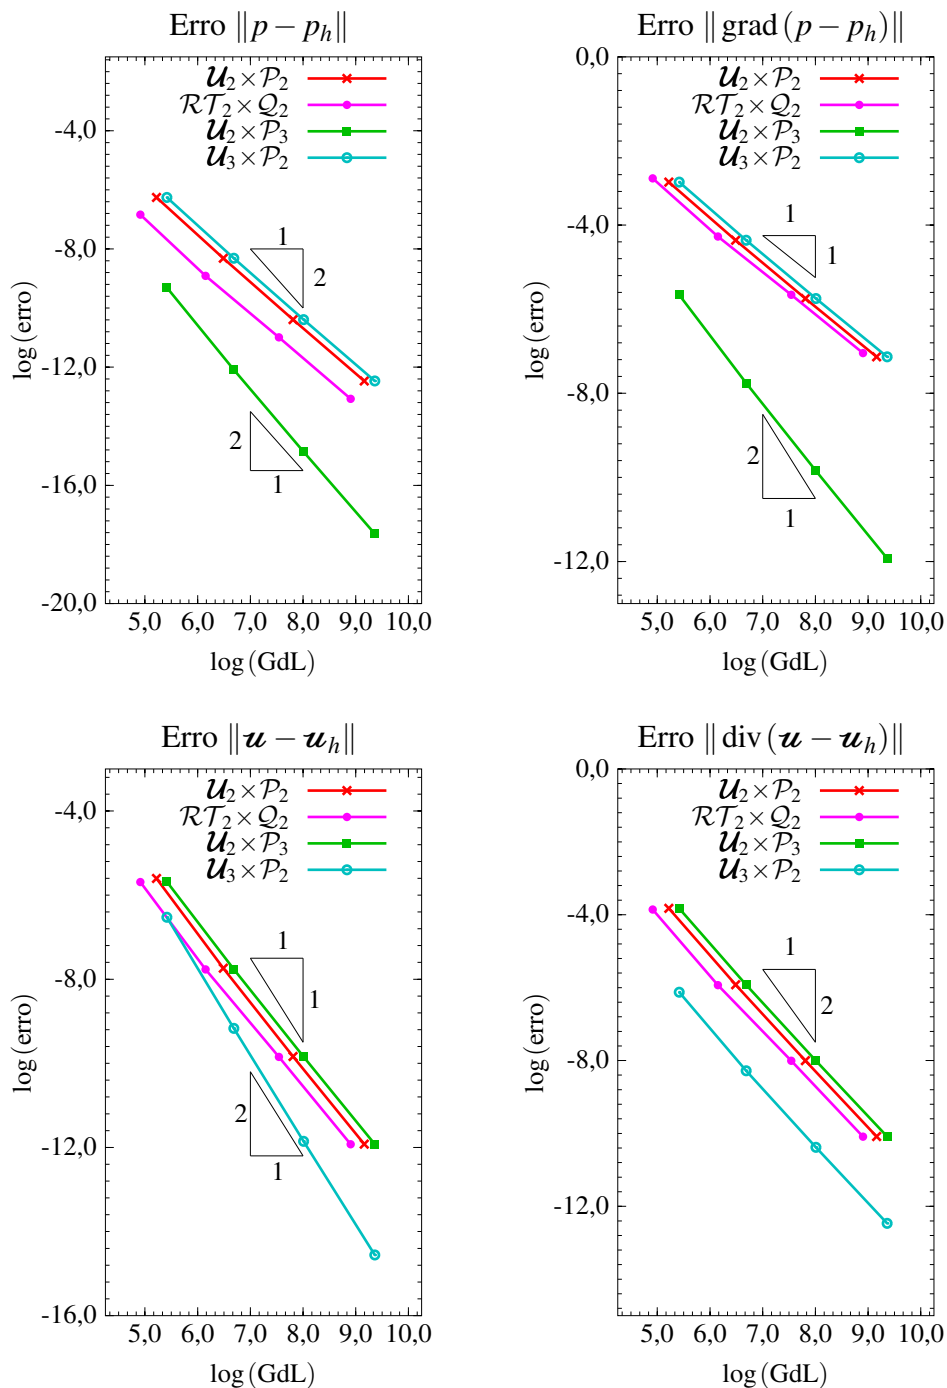 Erro ‖p − pₕ‖
𝓤₂×𝒫₂
ℛ𝒯₂×𝒬₂
𝓤₂×𝒫₃
𝓤₃×𝒫₂
-4,0
-8,0
-12,0
-16,0
-20,0
log(erro)
1
2
2
1
5,0 6,0 7,0 8,0 9,0 10,0
log(GdL)
Erro ‖grad(p − pₕ)‖
𝓤₂×𝒫₂
ℛ𝒯₂×𝒬₂
𝓤₂×𝒫₃
𝓤₃×𝒫₂
0,0
-4,0
-8,0
-12,0
log(erro)
1
1
2
1
5,0 6,0 7,0 8,0 9,0 10,0
log(GdL)
Erro ‖𝒖 − 𝒖ₕ‖
𝓤₂×𝒫₂
ℛ𝒯₂×𝒬₂
𝓤₂×𝒫₃
𝓤₃×𝒫₂
-4,0
-8,0
-12,0
-16,0
log(erro)
1
1
2
1
5,0 6,0 7,0 8,0 9,0 10,0
log(GdL)
Erro ‖div(𝒖 − 𝒖ₕ)‖
𝓤₂×𝒫₂
ℛ𝒯₂×𝒬₂
𝓤₂×𝒫₃
𝓤₃×𝒫₂
0,0
-4,0
-8,0
-12,0
log(erro)
1
2
5,0 6,0 7,0 8,0 9,0 10,0
log(GdL)